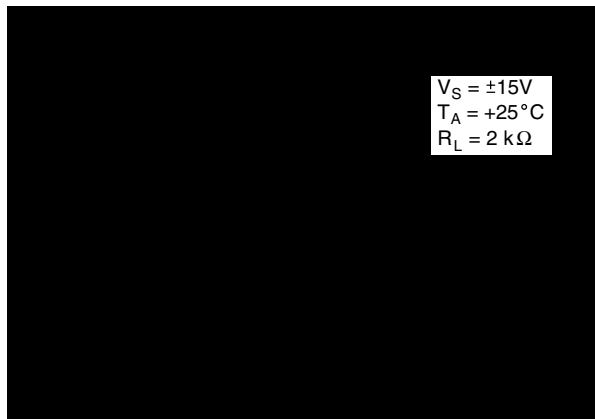 V_S = ±15V
T_A = +25°C
R_L = 2 kΩ